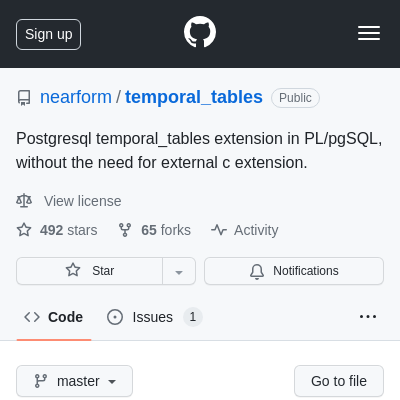 Sign up
nearform / temporal_tables Public
Postgresql temporal_tables extension in PL/pgSQL,
without the need for external c extension.
View license
492 stars 65 forks Activity
Star Notifications
Code Issues 1
master Go to file